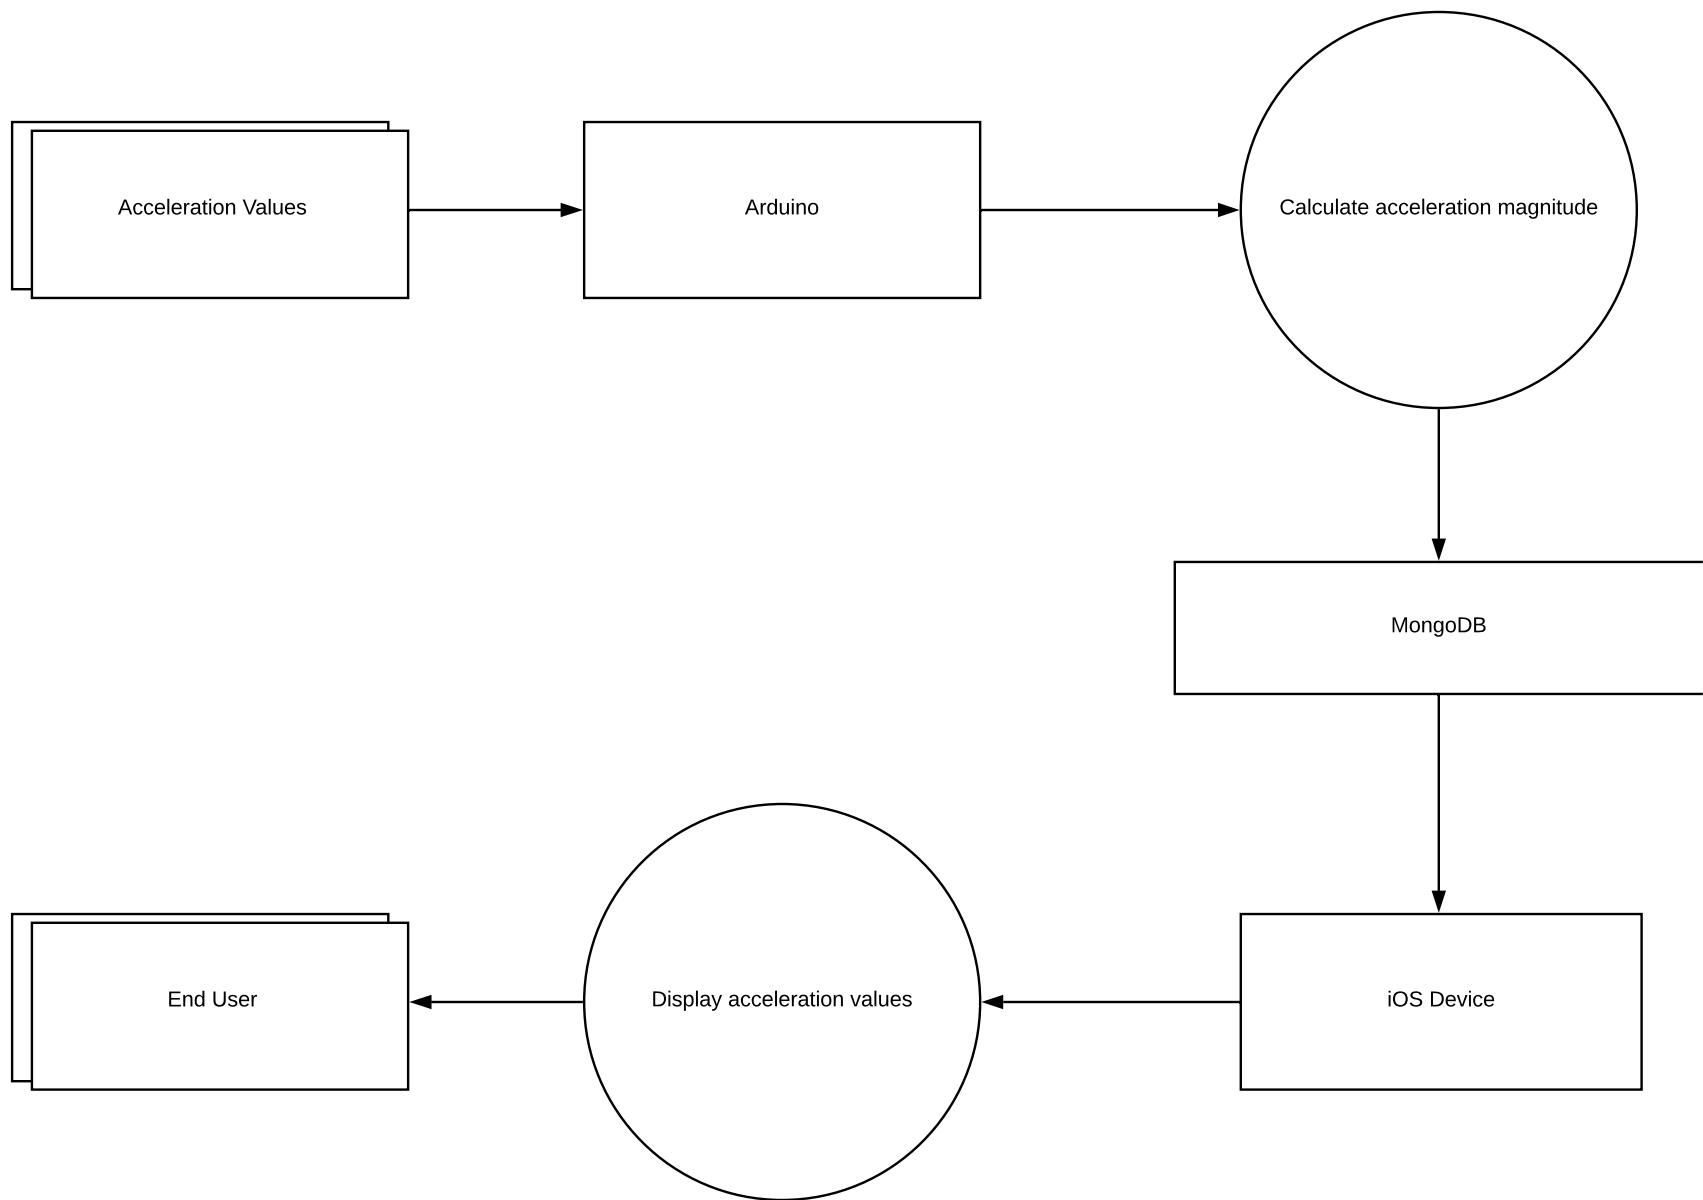 Acceleration Values
Arduino
Calculate acceleration magnitude
MongoDB
iOS Device
Display acceleration values
End User